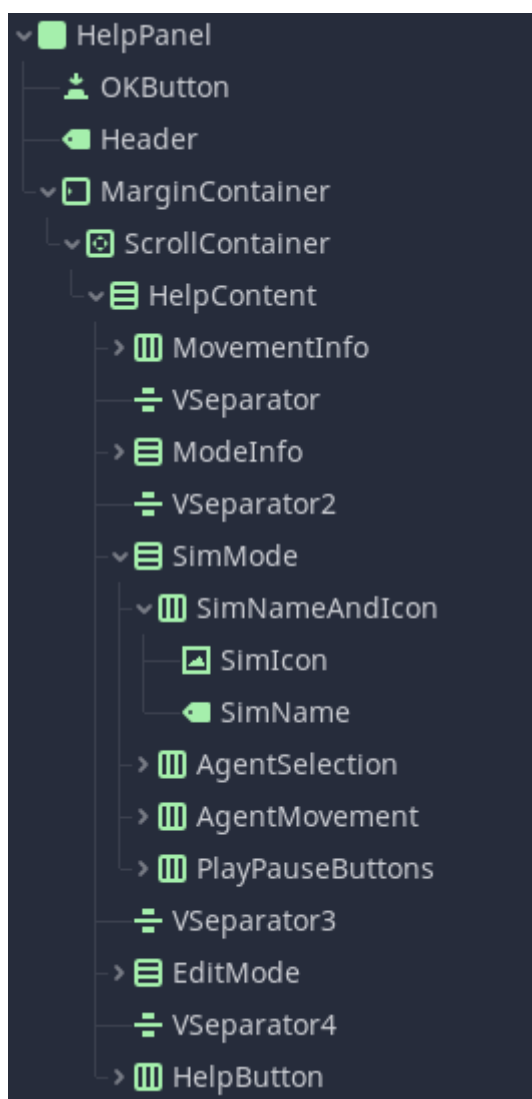 HelpPanel
OKButton
Header
MarginContainer
ScrollContainer
HelpContent
MovementInfo
VSeparator
ModeInfo
VSeparator2
SimMode
SimNameAndIcon
SimIcon
SimName
AgentSelection
AgentMovement
PlayPauseButtons
VSeparator3
EditMode
VSeparator4
HelpButton